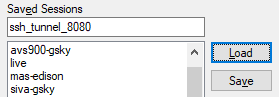 Saved Sessions
ssh_tunnel_8080
avs900-gsky
live
mas-edison
siva-gsky
Load
Save